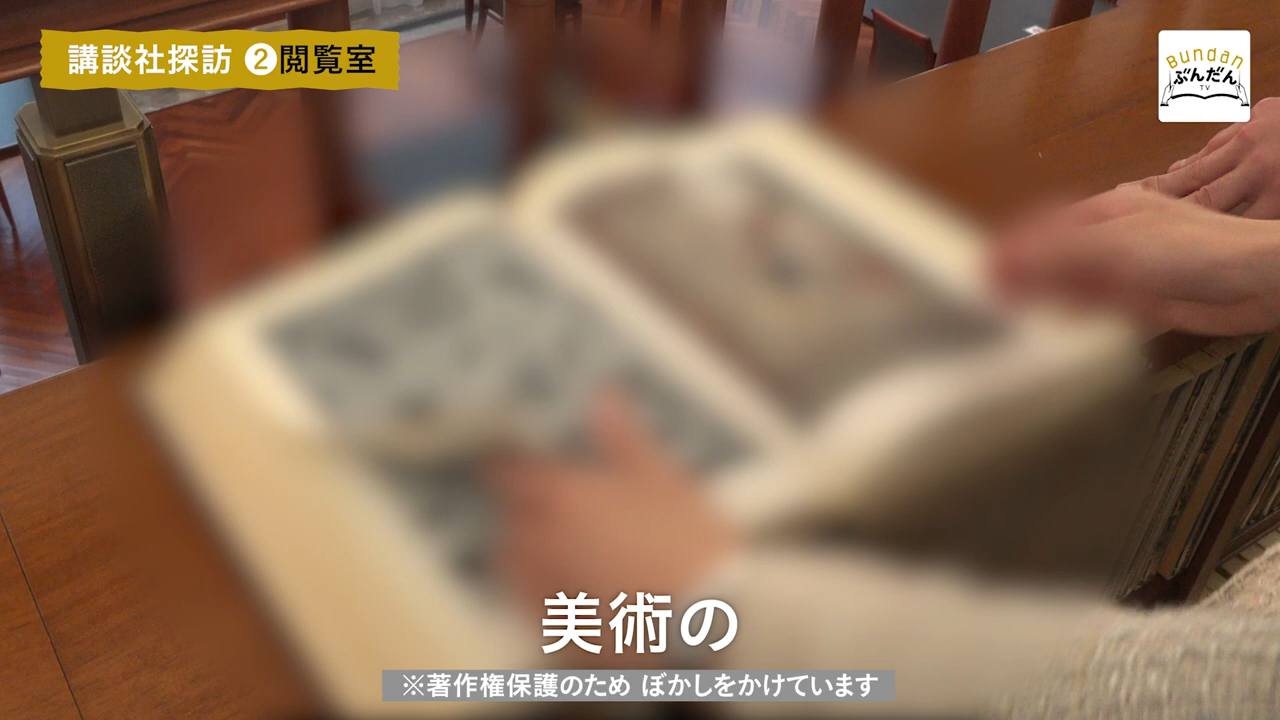 講談社探訪 ❷閲覧室
Bundan
ぶんだん
TV
美術の
※著作権保護のため ぼかしをかけています